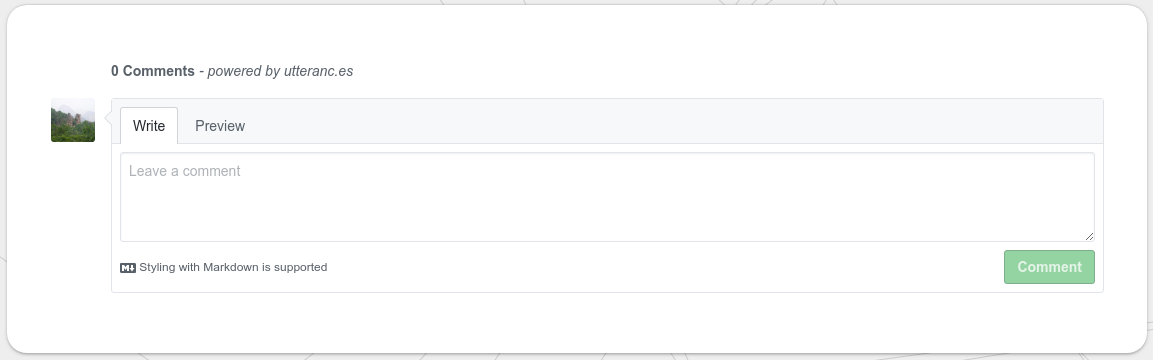 0 Comments - powered by utteranc.es
Write Preview
Leave a comment
Styling with Markdown is supported
Comment